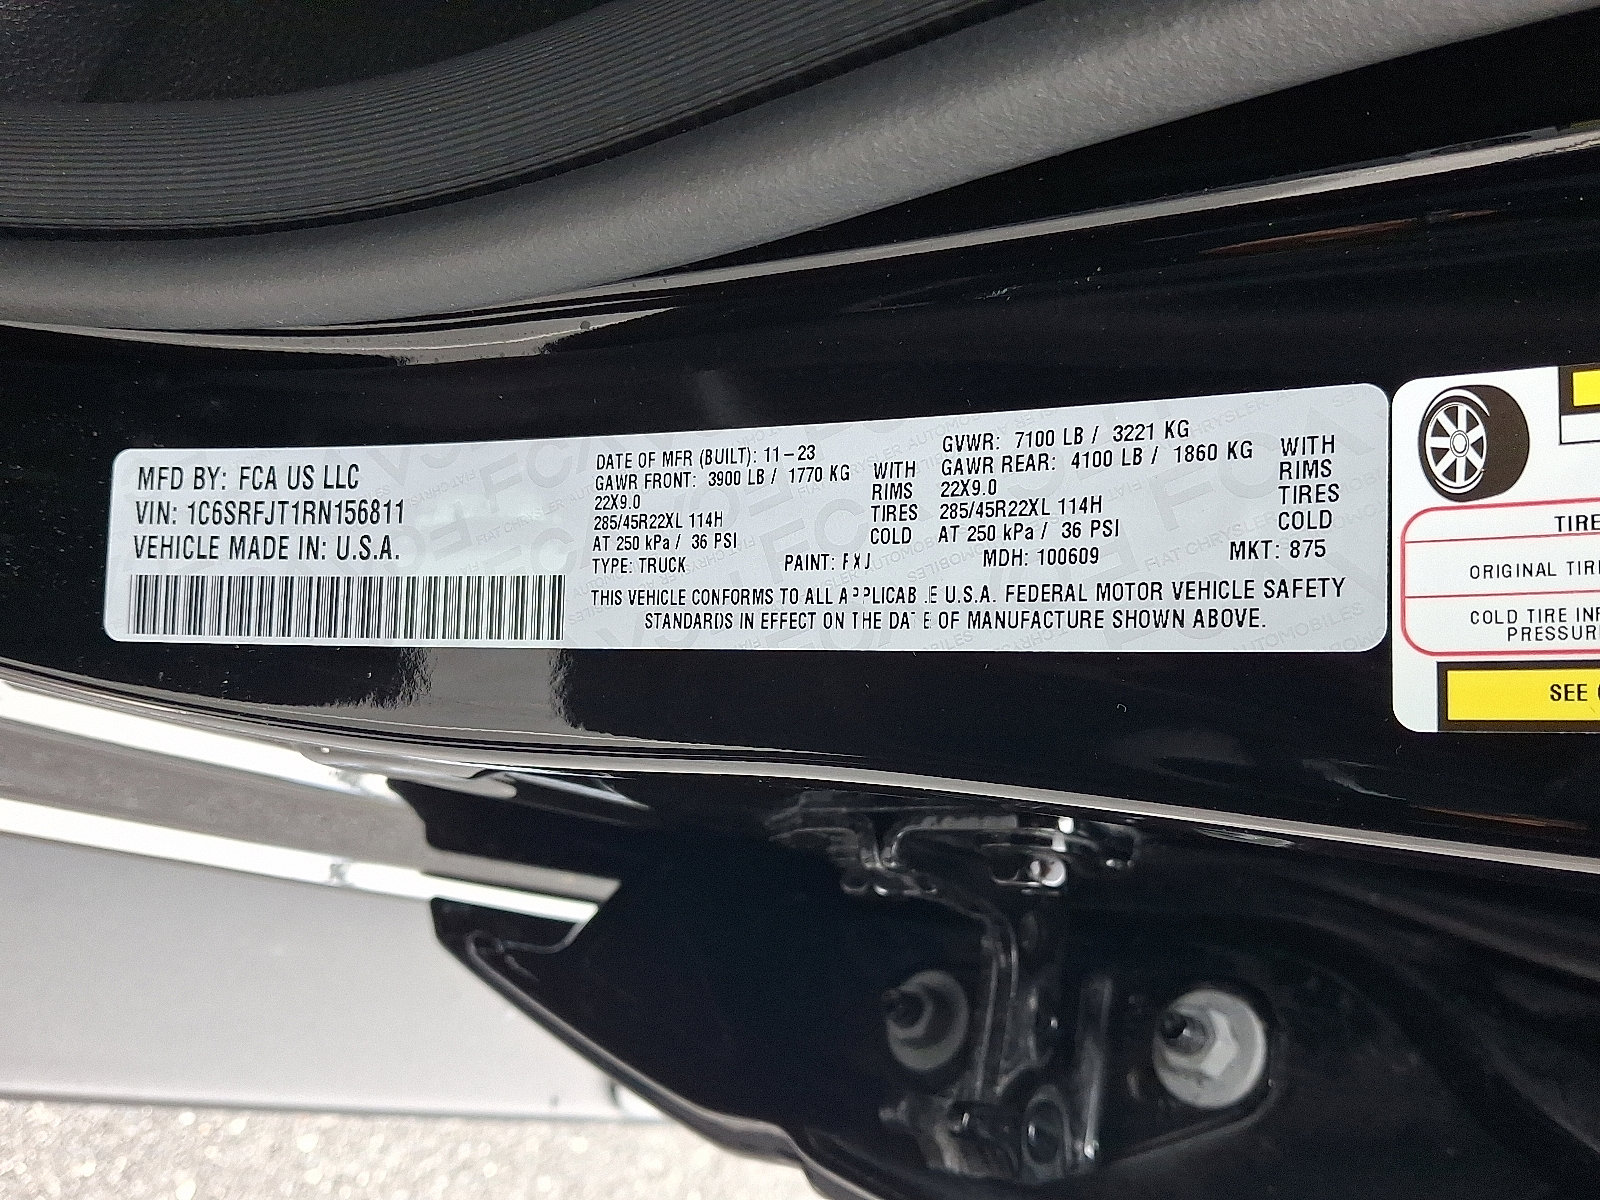 MFD BY: FCA US LLC
VIN: 1C6SRFJT1RN156811
VEHICLE MADE IN: U.S.A.
DATE OF MFR (BUILT): 11-23
GAWR FRONT: 3900 LB / 1770 KG WITH
22X9.0 RIMS
285/45R22XL 114H TIRES
AT 250 kPa / 36 PSI COLD
GVWR: 7100 LB / 3221 KG
GAWR REAR: 4100 LB / 1860 KG WITH
22X9.0 RIMS
285/45R22XL 114H TIRES
AT 250 kPa / 36 PSI COLD
TYPE: TRUCK PAINT: FXJ MDH: 100609 MKT: 875
THIS VEHICLE CONFORMS TO ALL APPLICABLE U.S.A. FEDERAL MOTOR VEHICLE SAFETY
STANDARDS IN EFFECT ON THE DATE OF MANUFACTURE SHOWN ABOVE.
TIRE
ORIGINAL TIR
COLD TIRE INF
PRESSUR
SEE